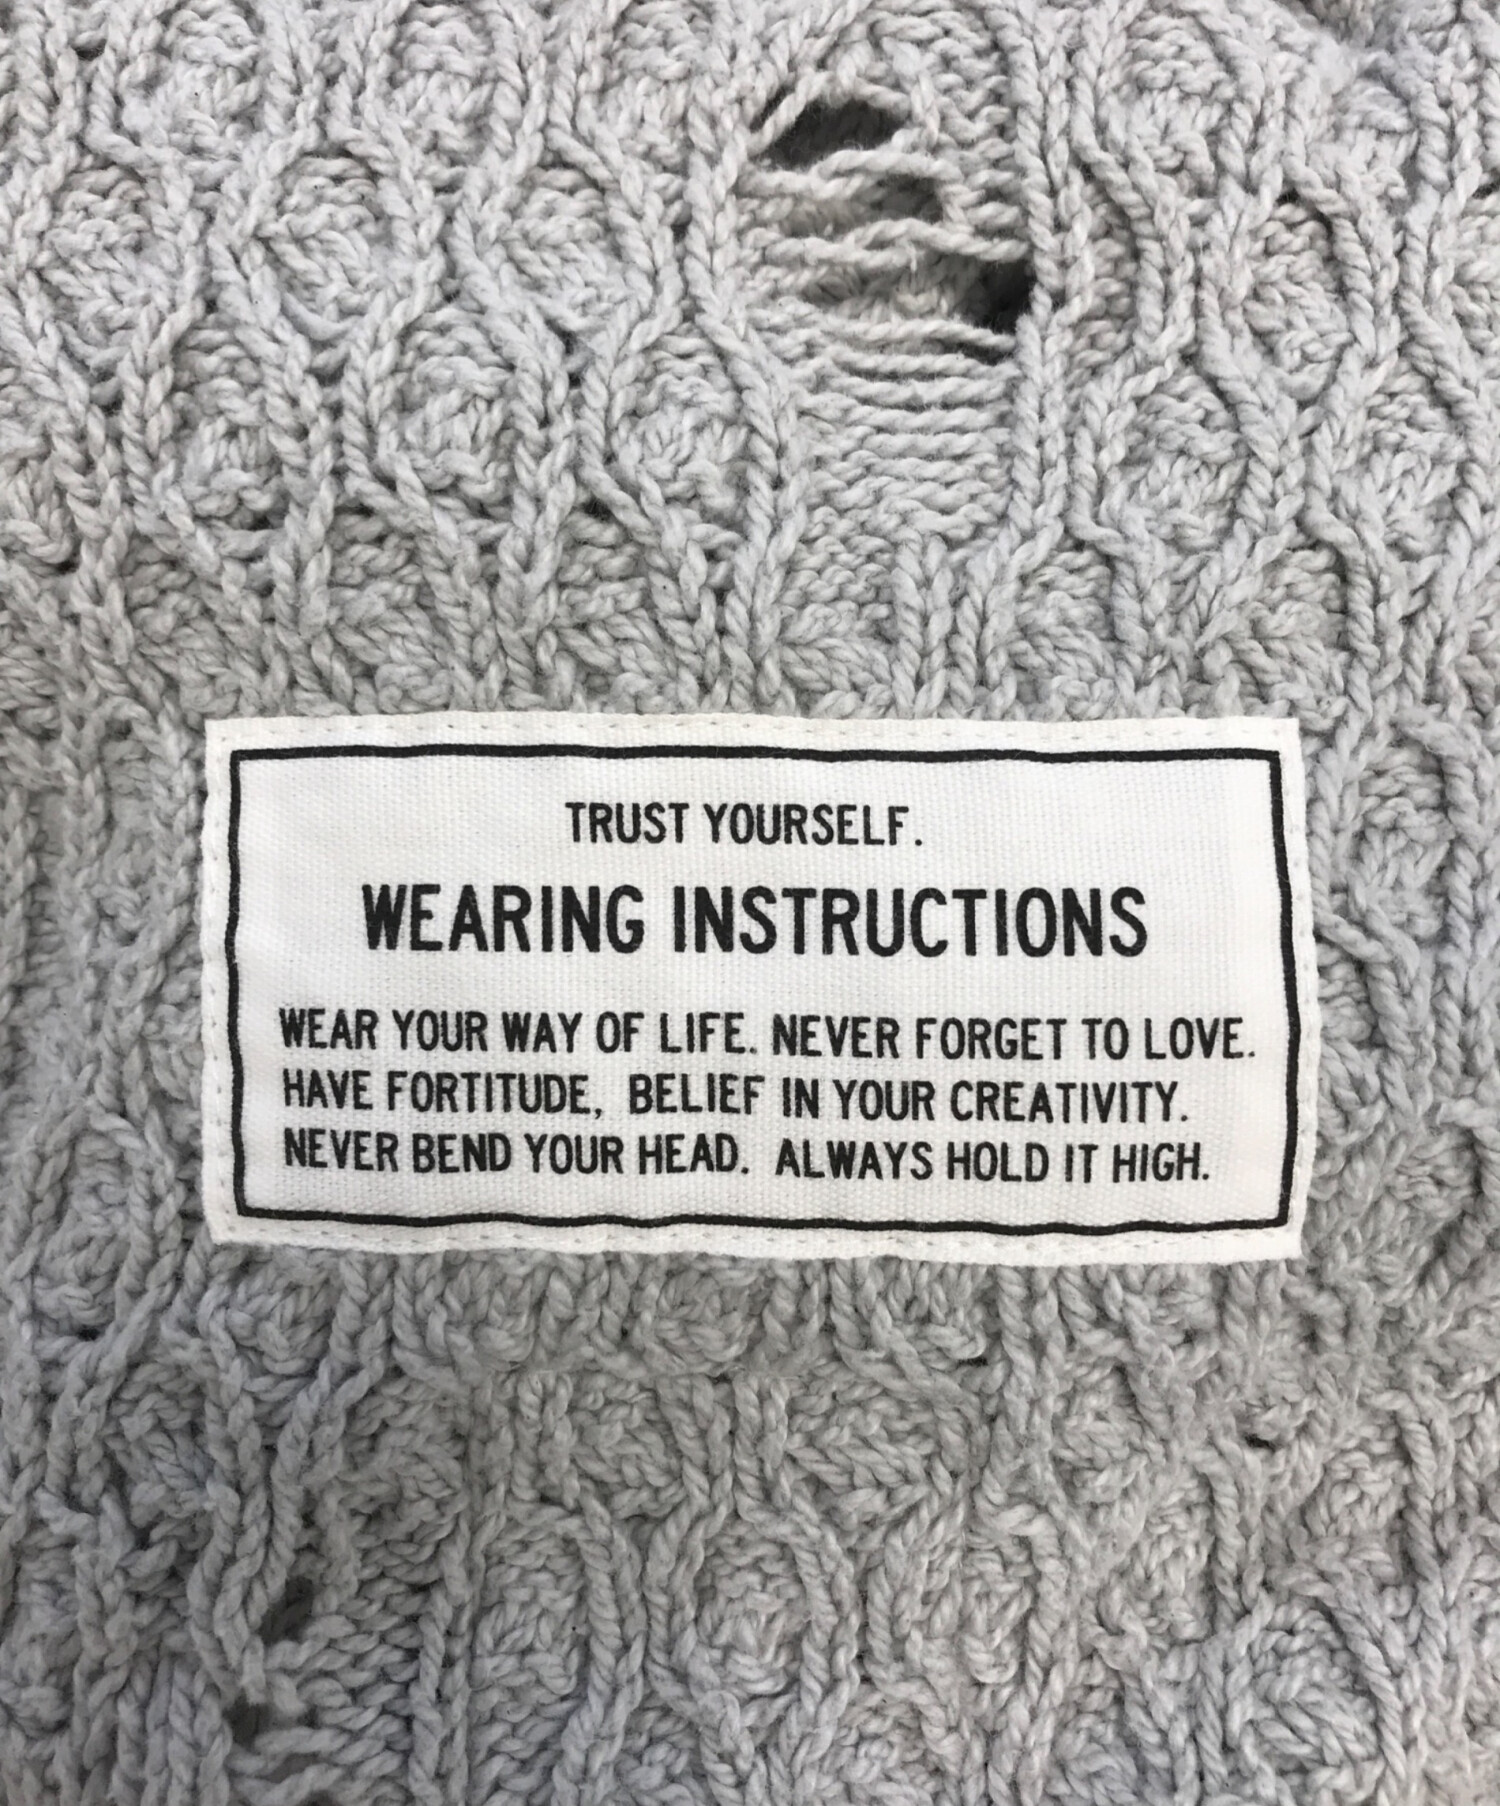 TRUST YOURSELF.
WEARING INSTRUCTIONS
WEAR YOUR WAY OF LIFE. NEVER FORGET TO LOVE.
HAVE FORTITUDE, BELIEF IN YOUR CREATIVITY.
NEVER BEND YOUR HEAD. ALWAYS HOLD IT HIGH.